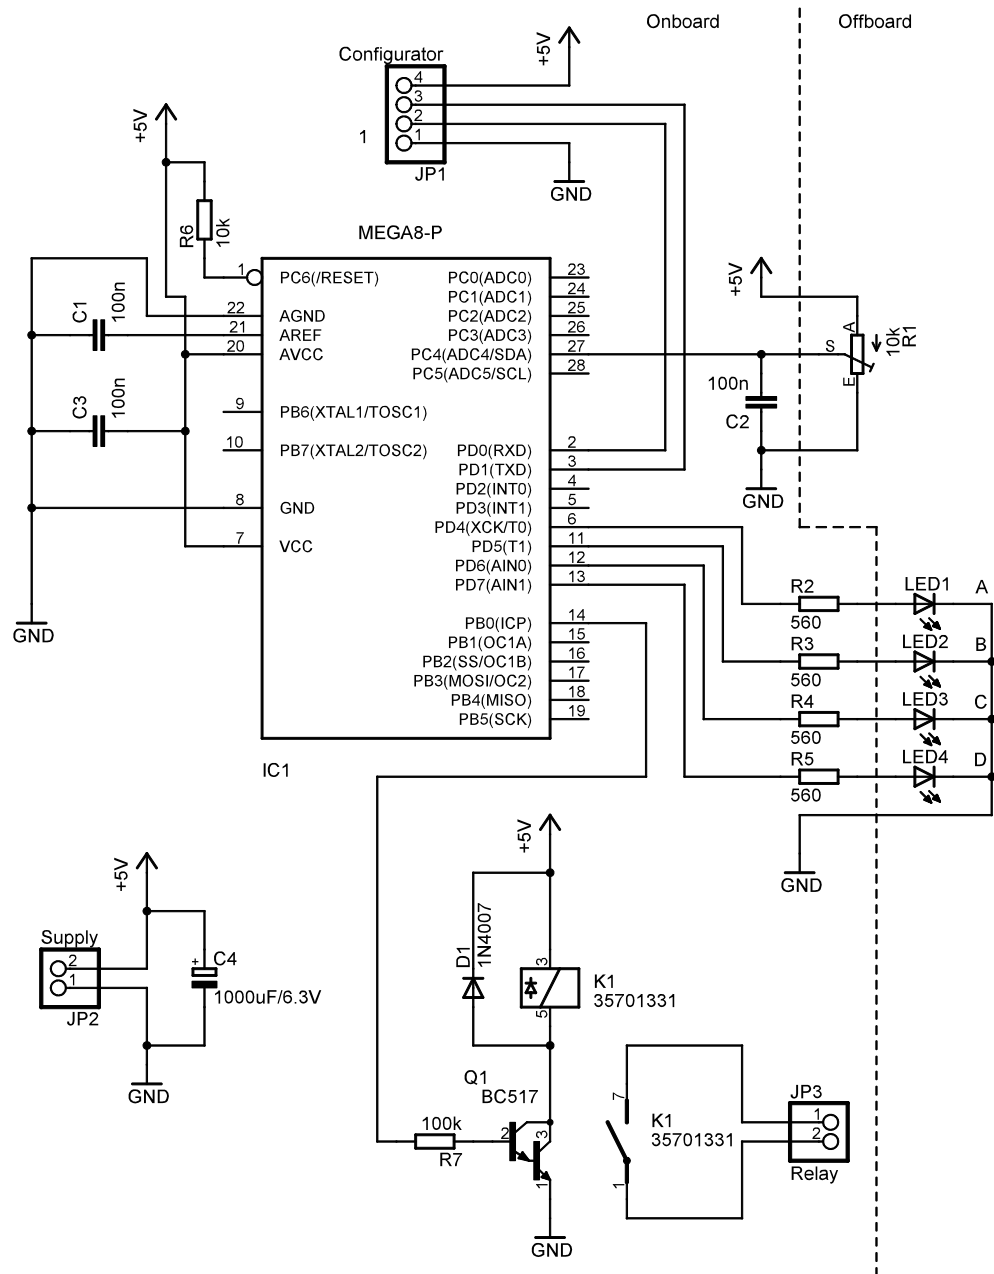 Onboard
Offboard
Configurator
+5V
4
3
2
1
1
JP1
GND
+5V
R6
10k
MEGA8-P
1
PC6(/RESET)
22
AGND
21
AREF
20
AVCC
9
PB6(XTAL1/TOSC1)
10
PB7(XTAL2/TOSC2)
8
GND
7
VCC
C1
100n
C3
100n
GND
PC0(ADC0)
23
PC1(ADC1)
24
PC2(ADC2)
25
PC3(ADC3)
26
PC4(ADC4/SDA)
27
PC5(ADC5/SCL)
28
PD0(RXD)
2
PD1(TXD)
3
PD2(INT0)
4
PD3(INT1)
5
PD4(XCK/T0)
6
PD5(T1)
11
PD6(AIN0)
12
PD7(AIN1)
13
PB0(ICP)
14
PB1(OC1A)
15
PB2(SS/OC1B)
16
PB3(MOSI/OC2)
17
PB4(MISO)
18
PB5(SCK)
19
IC1
+5V
A
S
E
10k
R1
100n
C2
GND
R2
560
LED1
A
R3
560
LED2
B
R4
560
LED3
C
R5
560
LED4
D
GND
+5V
Supply
2
1
JP2
+
C4
1000uF/6.3V
GND
+5V
D1
1N4007
3
5
K1
35701331
Q1
BC517
100k
R7
2
3
1
GND
7
1
K1
35701331
JP3
1
2
Relay